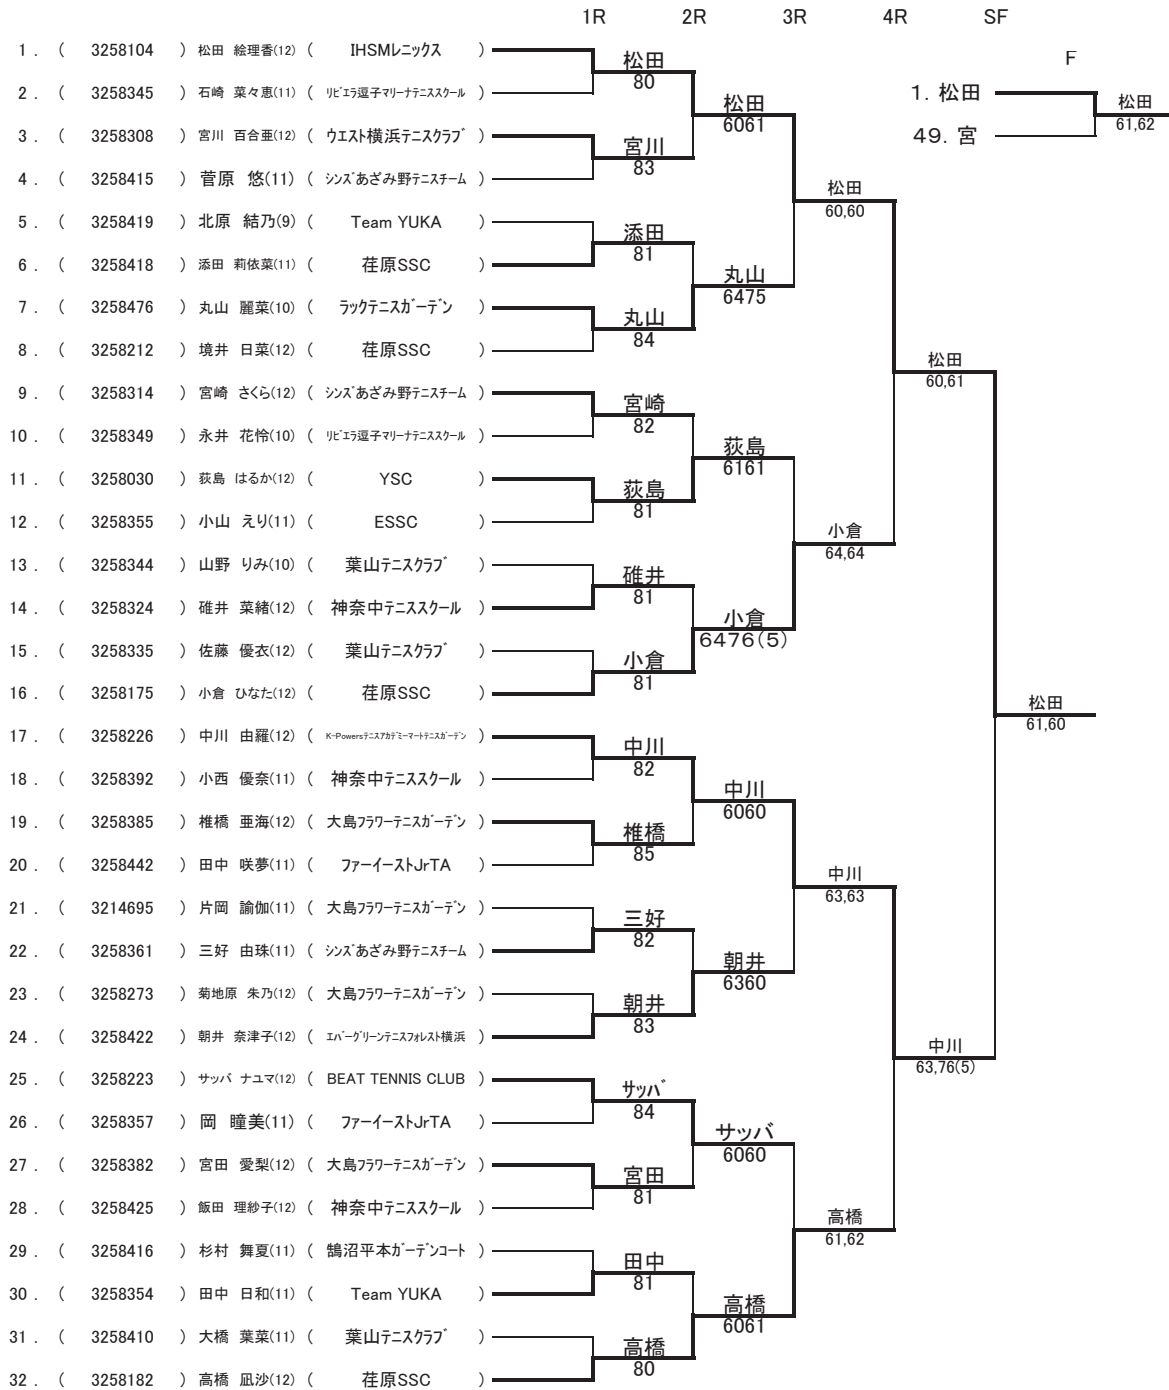 1R 2R 3R 4R SF
F
1. ( 3258104 ) 松田 絵理香(12) ( IHSMレニックス )
2. ( 3258345 ) 石崎 菜々恵(11) ( リビエラ逗子マリーナテニススクール )
3. ( 3258308 ) 宮川 百合亜(12) ( ウエスト横浜テニスクラブ )
4. ( 3258415 ) 菅原 悠(11) ( シンズあざみ野テニスチーム )
5. ( 3258419 ) 北原 結乃(9) ( Team YUKA )
6. ( 3258418 ) 添田 莉依菜(11) ( 荏原SSC )
7. ( 3258476 ) 丸山 麗菜(10) ( ラックテニスガーデン )
8. ( 3258212 ) 境井 日菜(12) ( 荏原SSC )
9. ( 3258314 ) 宮崎 さくら(12) ( シンズあざみ野テニスチーム )
10. ( 3258349 ) 永井 花怜(10) ( リビエラ逗子マリーナテニススクール )
11. ( 3258030 ) 荻島 はるか(12) ( YSC )
12. ( 3258355 ) 小山 えり(11) ( ESSC )
13. ( 3258344 ) 山野 りみ(10) ( 葉山テニスクラブ )
14. ( 3258324 ) 碓井 菜緒(12) ( 神奈中テニススクール )
15. ( 3258335 ) 佐藤 優衣(12) ( 葉山テニスクラブ )
16. ( 3258175 ) 小倉 ひなた(12) ( 荏原SSC )
17. ( 3258226 ) 中川 由羅(12) ( K-Powersテニスアカデミーマートテニスガーデン )
18. ( 3258392 ) 小西 優奈(11) ( 神奈中テニススクール )
19. ( 3258385 ) 椎橋 亜海(12) ( 大島フラワーテニスガーデン )
20. ( 3258442 ) 田中 咲夢(11) ( ファーイーストJrTA )
21. ( 3214695 ) 片岡 諭伽(11) ( 大島フラワーテニスガーデン )
22. ( 3258361 ) 三好 由珠(11) ( シンズあざみ野テニスチーム )
23. ( 3258273 ) 菊地原 朱乃(12) ( 大島フラワーテニスガーデン )
24. ( 3258422 ) 朝井 奈津子(12) ( エバーグリーンテニスフォレスト横浜 )
25. ( 3258223 ) サッバ ナユマ(12) ( BEAT TENNIS CLUB )
26. ( 3258357 ) 岡 瞳美(11) ( ファーイーストJrTA )
27. ( 3258382 ) 宮田 愛梨(12) ( 大島フラワーテニスガーデン )
28. ( 3258425 ) 飯田 理紗子(12) ( 神奈中テニススクール )
29. ( 3258416 ) 杉村 舞夏(11) ( 鵠沼平本ガーデンコート )
30. ( 3258354 ) 田中 日和(11) ( Team YUKA )
31. ( 3258410 ) 大橋 葉菜(11) ( 葉山テニスクラブ )
32. ( 3258182 ) 高橋 凪沙(12) ( 荏原SSC )
松田
80
宮川
83
添田
81
丸山
84
宮崎
82
荻島
81
碓井
81
小倉
81
中川
82
椎橋
85
三好
82
朝井
83
サッバ
84
宮田
81
田中
81
高橋
80
松田
6061
丸山
6475
荻島
6161
小倉
6476(5)
中川
6060
朝井
6360
サッバ
6060
高橋
6061
松田
60,60
小倉
64,64
中川
63,63
高橋
61,62
松田
60,61
中川
63,76(5)
松田
61,60
1. 松田
49. 宮
松田
61,62